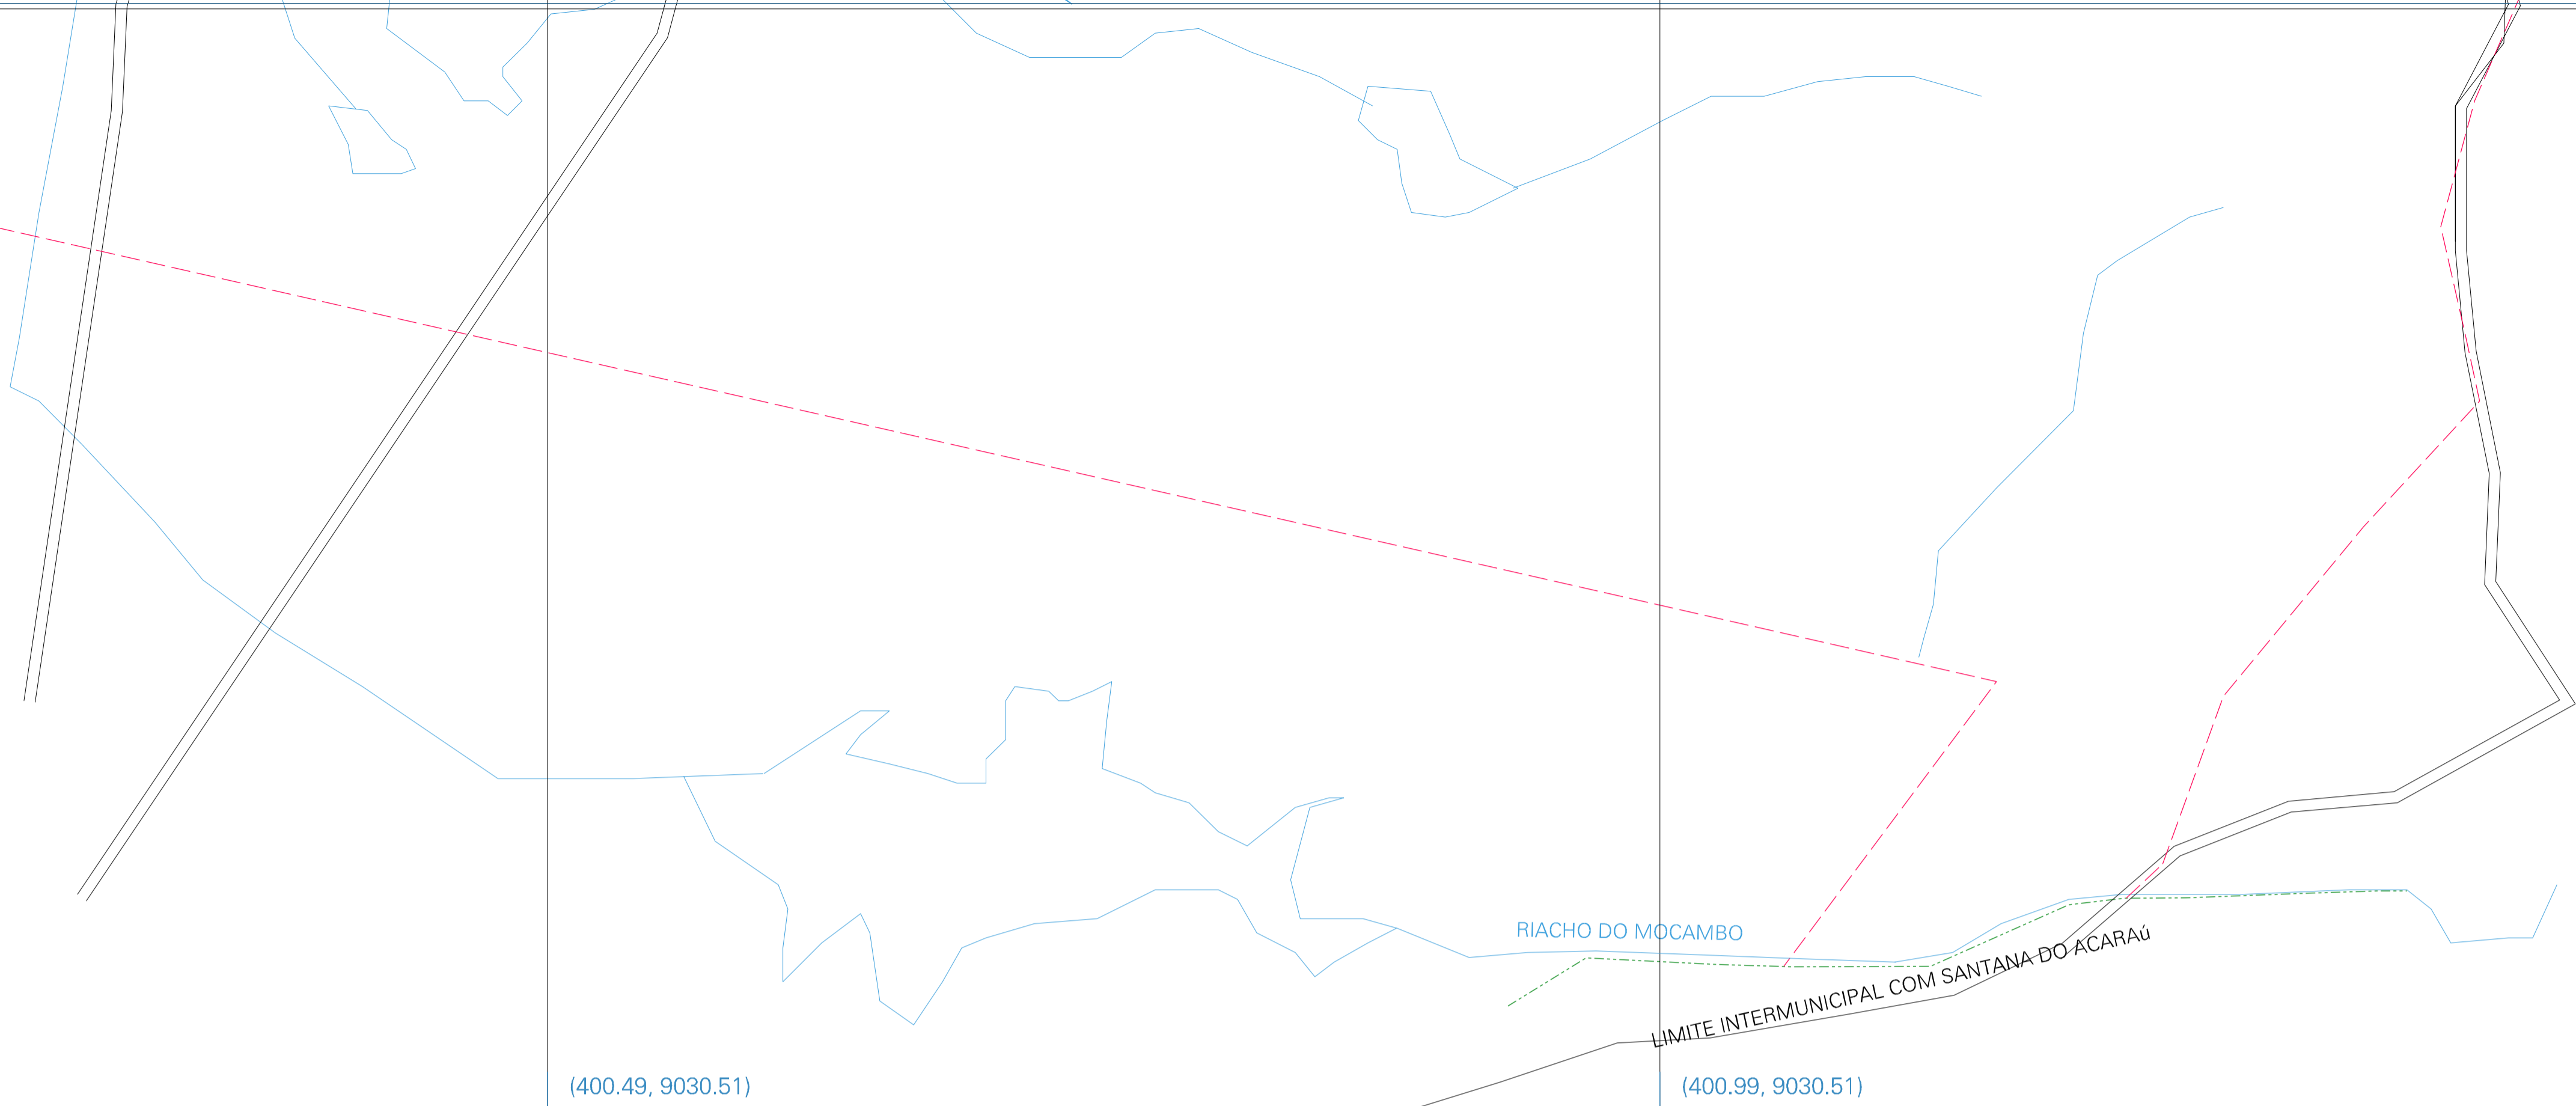 RIACHO DO MOCAMBO
LIMITE INTERMUNICIPAL COM SANTANA DO ACARAú
(400.49, 9030.51)
(400.99, 9030.51)